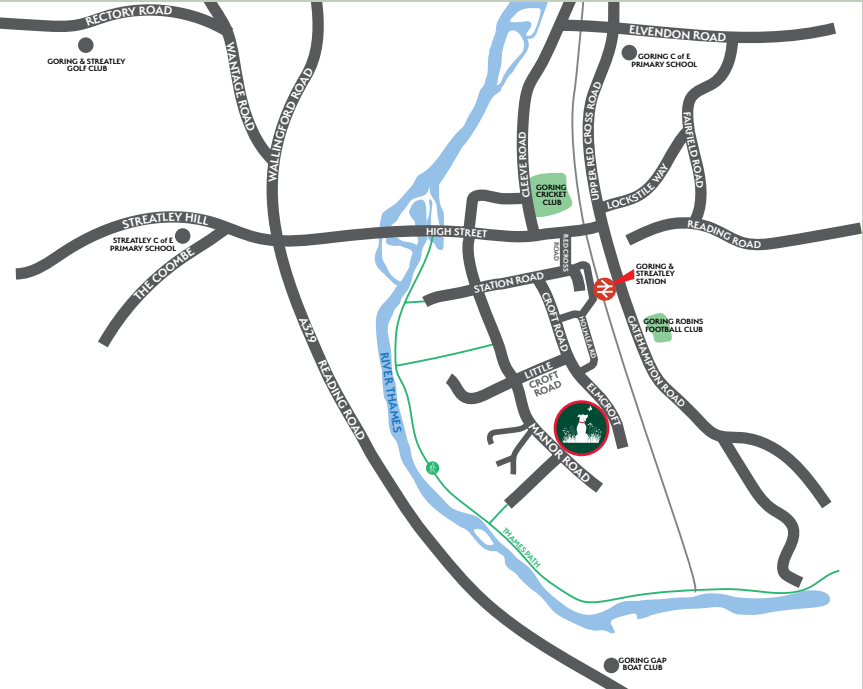 RECTORY ROAD
GORING & STREATLEY
GOLF CLUB
WANTAGE ROAD
WALLINGFORD ROAD
ELVENDON ROAD
GORING C of E
PRIMARY SCHOOL
CLEEVE ROAD
UPPER RED CROSS ROAD
FAIRFIELD ROAD
LOCKSTILE WAY
GORING
CRICKET
CLUB
STREATLEY HILL
STREATLEY C of E
PRIMARY SCHOOL
THE COOMBE
HIGH STREET
RED CROSS
ROAD
READING ROAD
STATION ROAD
GORING &
STREATLEY
STATION
CROFT ROAD
HOLMLEA RD
GORING ROBINS
FOOTBALL CLUB
GATEHAMPTON ROAD
A329
READING ROAD
RIVER THAMES
LITTLE
CROFT
ROAD
ELMCROFT
MANOR ROAD
THAMES PATH
GORING GAP
BOAT CLUB